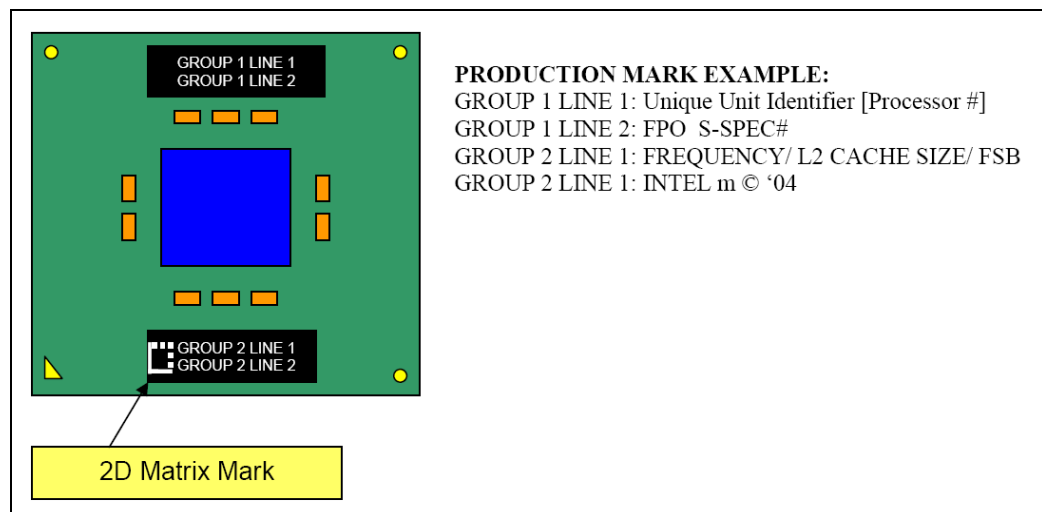 GROUP 1 LINE 1
GROUP 1 LINE 2
PRODUCTION MARK EXAMPLE:
GROUP 1 LINE 1: Unique Unit Identifier [Processor #]
GROUP 1 LINE 2: FPO S-SPEC#
GROUP 2 LINE 1: FREQUENCY/ L2 CACHE SIZE/ FSB
GROUP 2 LINE 1: INTEL m © ‘04
GROUP 2 LINE 1
GROUP 2 LINE 2
2D Matrix Mark